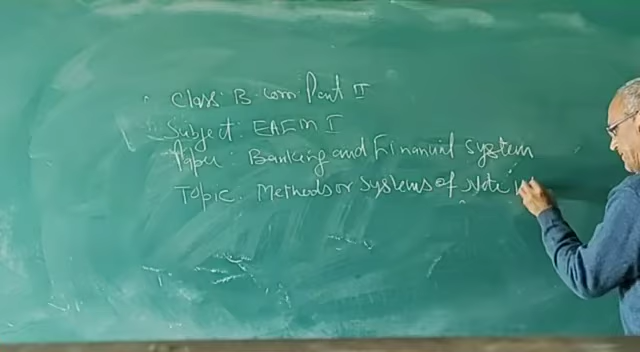 Class: B.com Part II
Subject: EAFM I
Paper: Banking and Financial System
Topic. Methods or Systems of Note